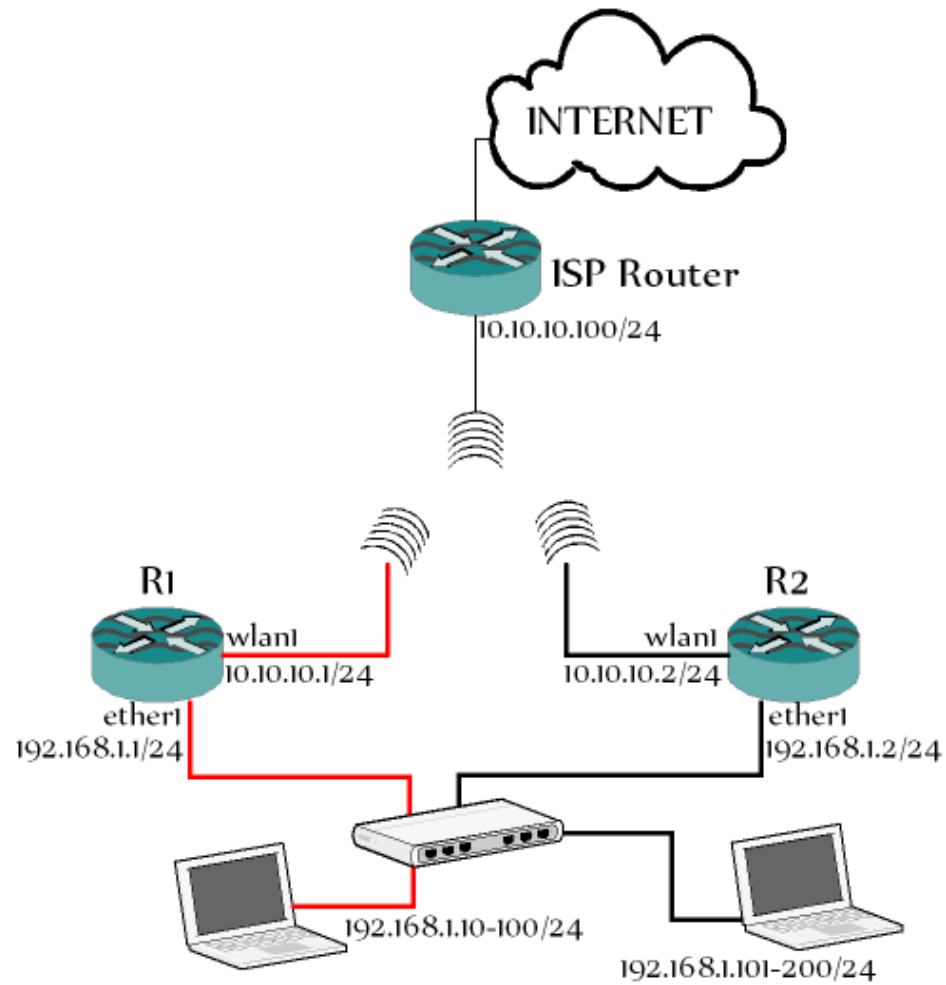 INTERNET
ISP Router
10.10.10.100/24
R1
R2
wlan1
wlan1
10.10.10.1/24
10.10.10.2/24
ether1
ether1
192.168.1.1/24
192.168.1.2/24
192.168.1.10-100/24
192.168.1.101-200/24